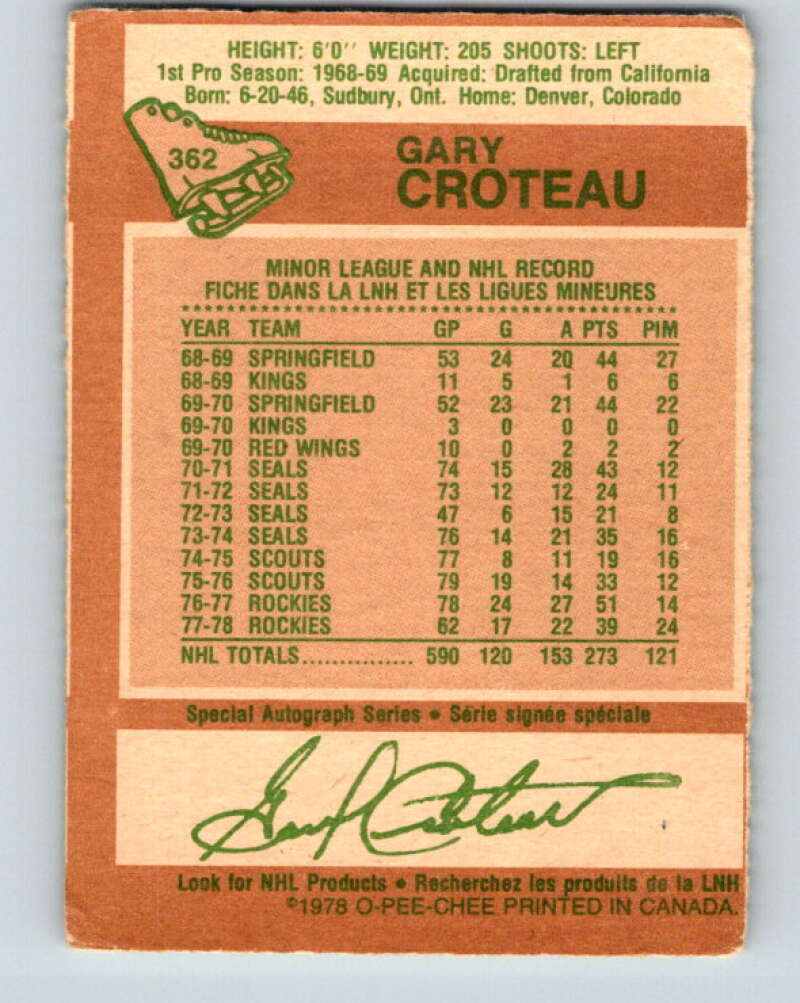 HEIGHT: 6'0'' WEIGHT: 205 SHOOTS: LEFT
1st Pro Season: 1968-69 Acquired: Drafted from California
Born: 6-20-46, Sudbury, Ont. Home: Denver, Colorado
362
GARY
CROTEAU
MINOR LEAGUE AND NHL RECORD
FICHE DANS LA LNH ET LES LIGUES MINEURES
YEAR TEAM GP G A PTS PIM
68-69 SPRINGFIELD 53 24 20 44 27
68-69 KINGS 11 5 1 6 6
69-70 SPRINGFIELD 52 23 21 44 22
69-70 KINGS 3 0 0 0 0
69-70 RED WINGS 10 0 2 2 2
70-71 SEALS 74 15 28 43 12
71-72 SEALS 73 12 12 24 11
72-73 SEALS 47 6 15 21 8
73-74 SEALS 76 14 21 35 16
74-75 SCOUTS 77 8 11 19 16
75-76 SCOUTS 79 19 14 33 12
76-77 ROCKIES 78 24 27 51 14
77-78 ROCKIES 62 17 22 39 24
NHL TOTALS............... 590 120 153 273 121
Special Autograph Series • Série signée spéciale
Gary Croteau
Look for NHL Products • Recherchez les produits de la LNH
©1978 O-PEE-CHEE PRINTED IN CANADA.